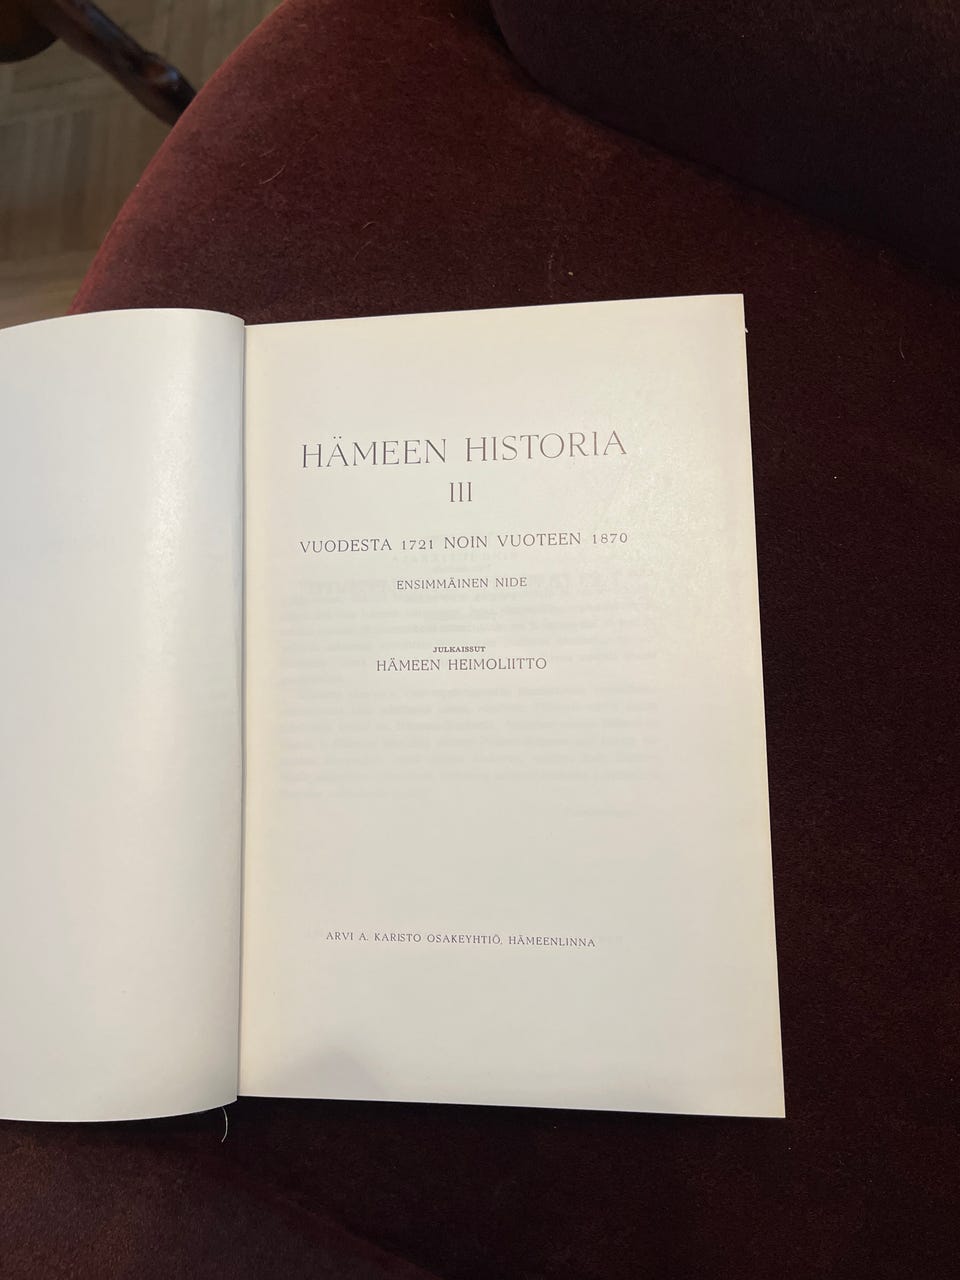 HÄMEEN HISTORIA
III
VUODESTA 1721 NOIN VUOTEEN 1870
ENSIMMÄINEN NIDE
JULKAISSUT
HÄMEEN HEIMOLIITTO
ARVI A. KARISTO OSAKEYHTIÖ, HÄMEENLINNA